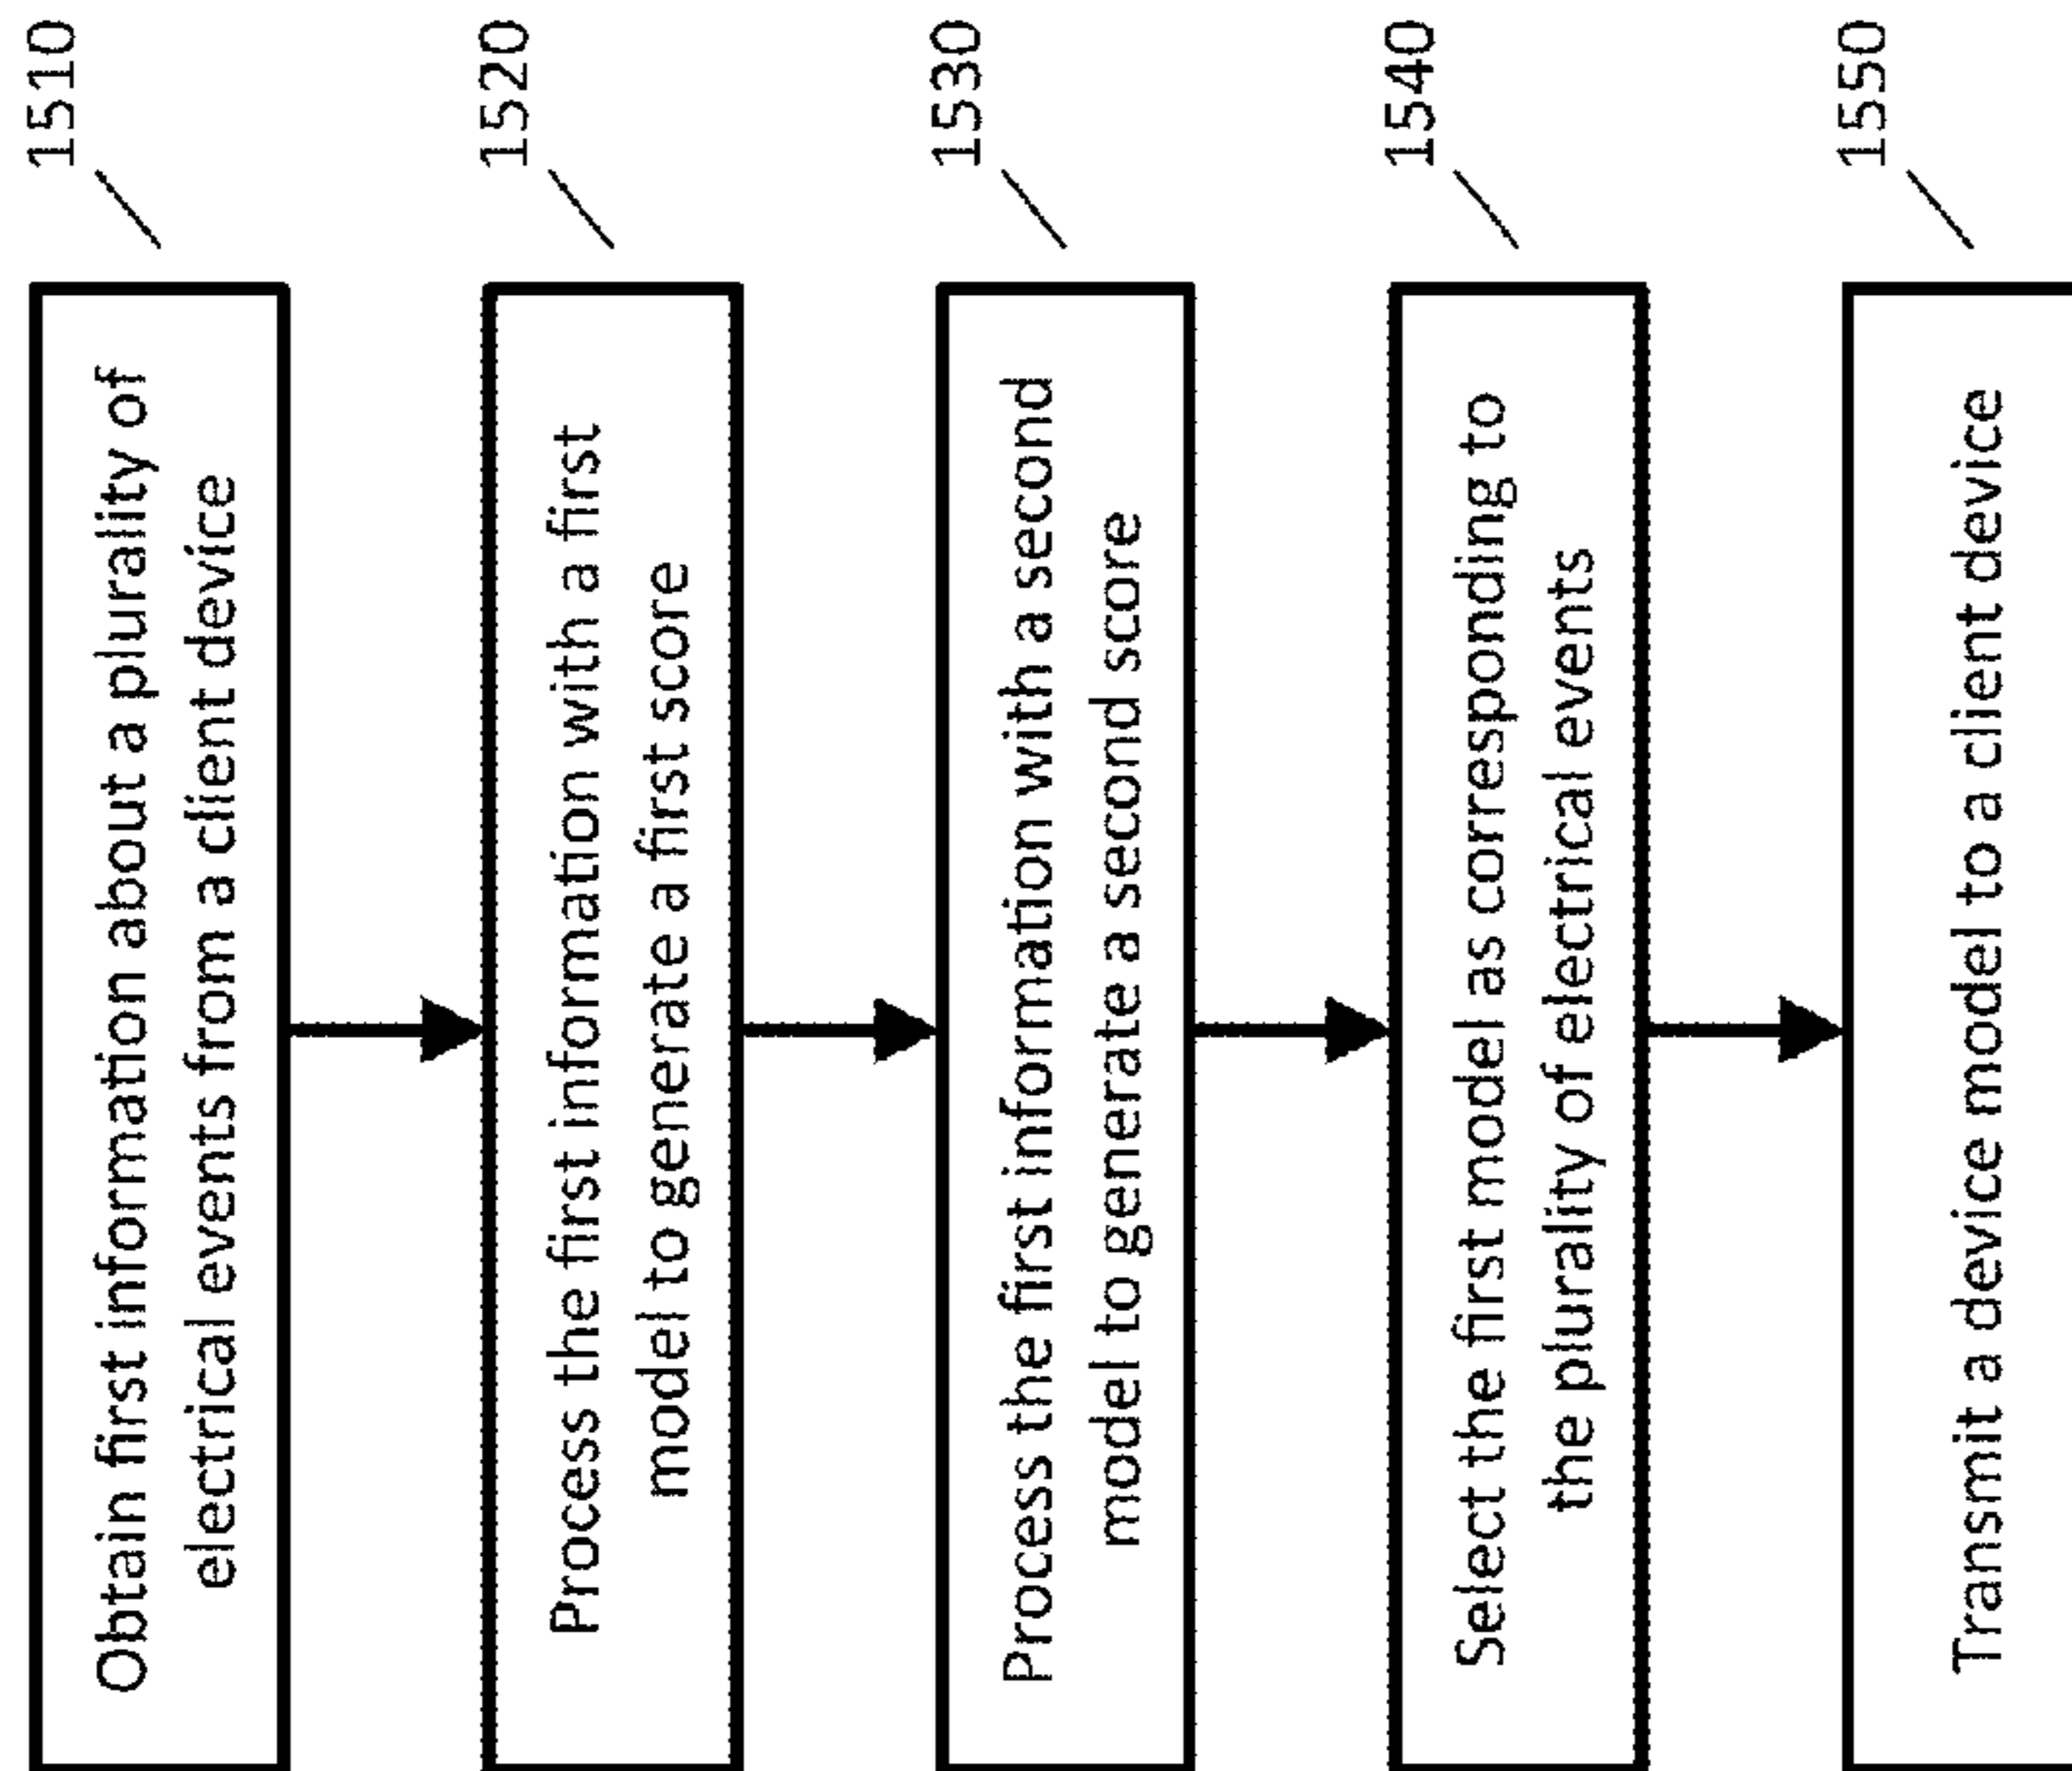 1510
Obtain first information about a plurality of
electrical events from a client device
1520
Process the first information with a first
model to generate a first score
1530
Process the first information with a second
model to generate a second score
1540
Select the first model as corresponding to
the plurality of electrical events
1550
Transmit a device model to a client device